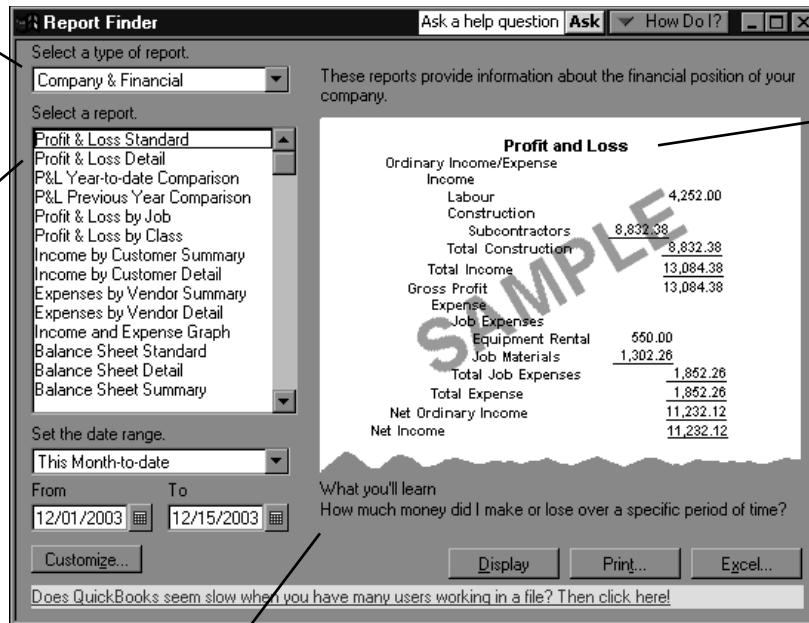 Report Finder
Ask a help question Ask How Do I?
Select a type of report.
Company & Financial
Select a report.
Profit & Loss Standard
Profit & Loss Detail
P&L Year-to-date Comparison
P&L Previous Year Comparison
Profit & Loss by Job
Profit & Loss by Class
Income by Customer Summary
Income by Customer Detail
Expenses by Vendor Summary
Expenses by Vendor Detail
Income and Expense Graph
Balance Sheet Standard
Balance Sheet Detail
Balance Sheet Summary
Set the date range.
This Month-to-date
From To
12/01/2003 12/15/2003
Customize...
These reports provide information about the financial position of your
company.
Profit and Loss
Ordinary Income/Expense
Income
Labour 4,252.00
Construction
Subcontractors 8,832.38
Total Construction 8,832.38
Total Income 13,084.38
Gross Profit 13,084.38
Expense
Job Expenses
Equipment Rental 550.00
Job Materials 1,302.26
Total Job Expenses 1,852.26
Total Expense 1,852.26
Net Ordinary Income 11,232.12
Net Income 11,232.12
SAMPLE
What you'll learn
How much money did I make or lose over a specific period of time?
Display Print... Excel...
Does QuickBooks seem slow when you have many users working in a file? Then click here!